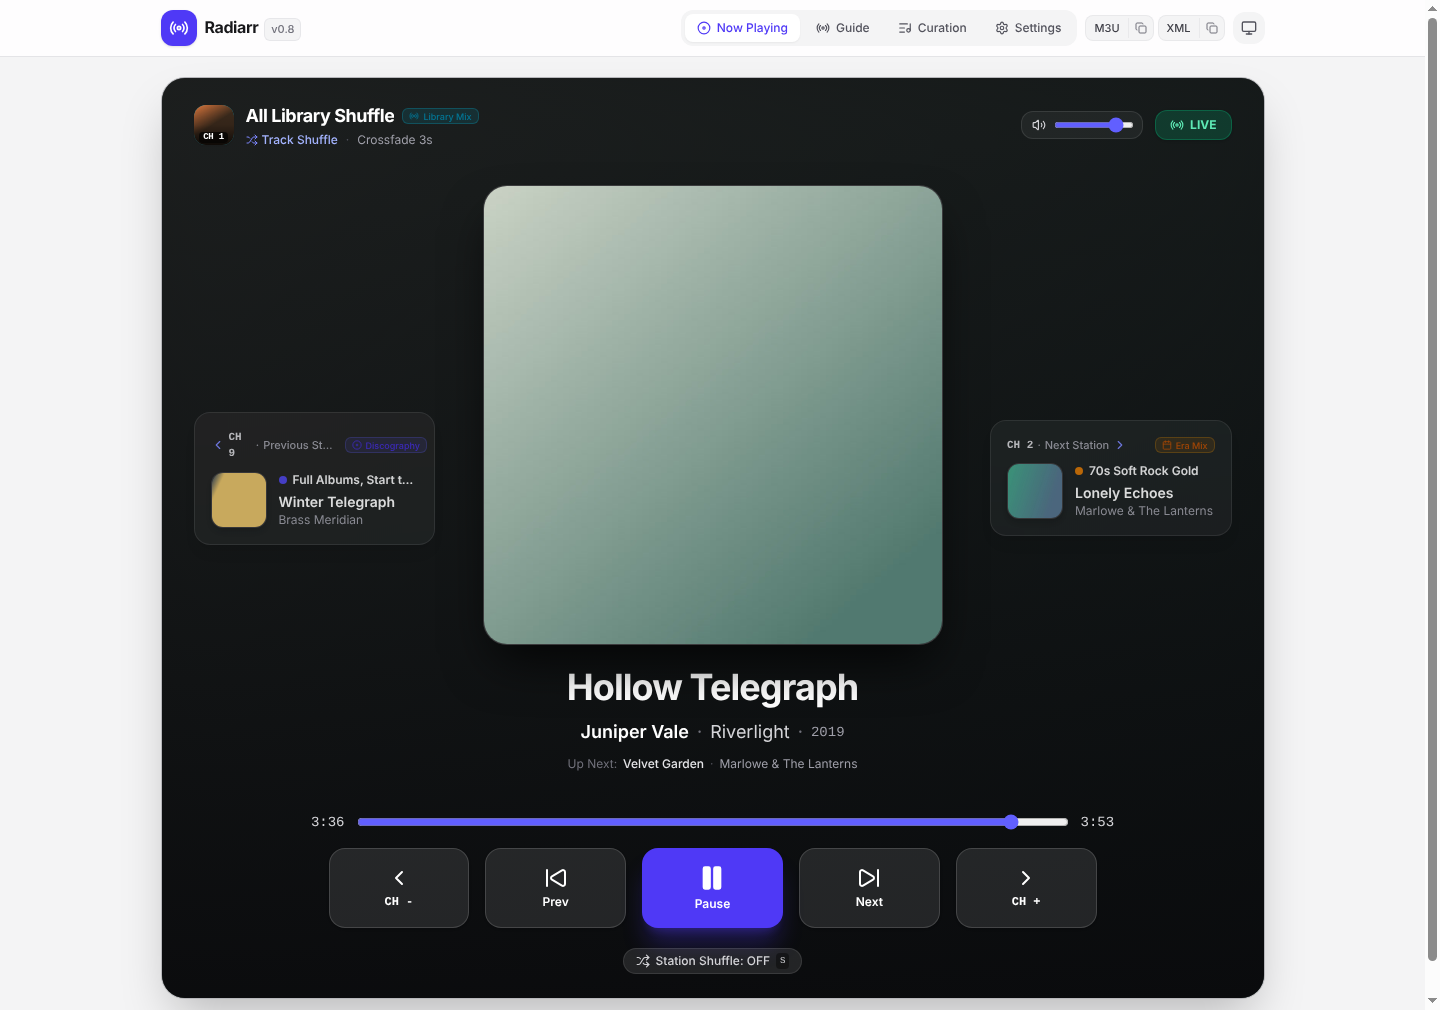 Radiarr v0.8
Now Playing Guide Curation Settings M3U XML
CH 1 All Library Shuffle Library Mix
Track Shuffle · Crossfade 3s
LIVE
CH 9 · Previous St... Discography
Full Albums, Start t...
Winter Telegraph
Brass Meridian
CH 2 · Next Station Era Mix
70s Soft Rock Gold
Lonely Echoes
Marlowe & The Lanterns
Hollow Telegraph
Juniper Vale · Riverlight · 2019
Up Next: Velvet Garden · Marlowe & The Lanterns
3:36 3:53
CH - Prev Pause Next CH +
Station Shuffle: OFF S